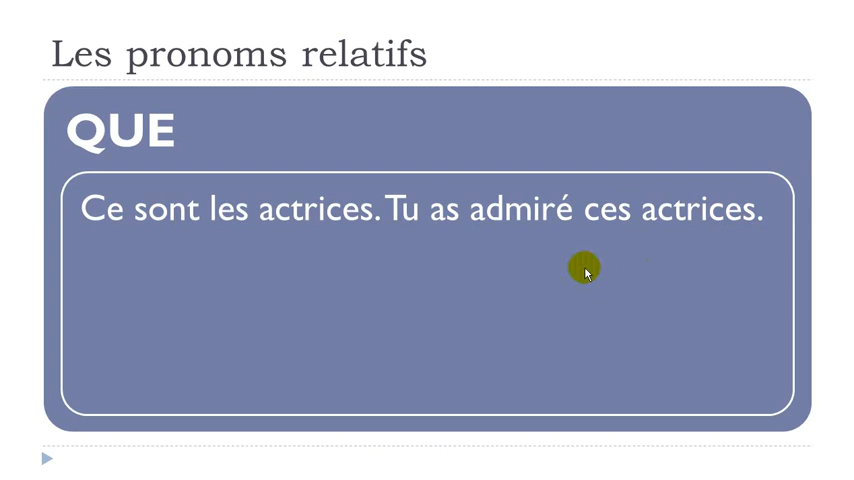 Les pronoms relatifs
QUE
Ce sont les actrices. Tu as admiré ces actrices.